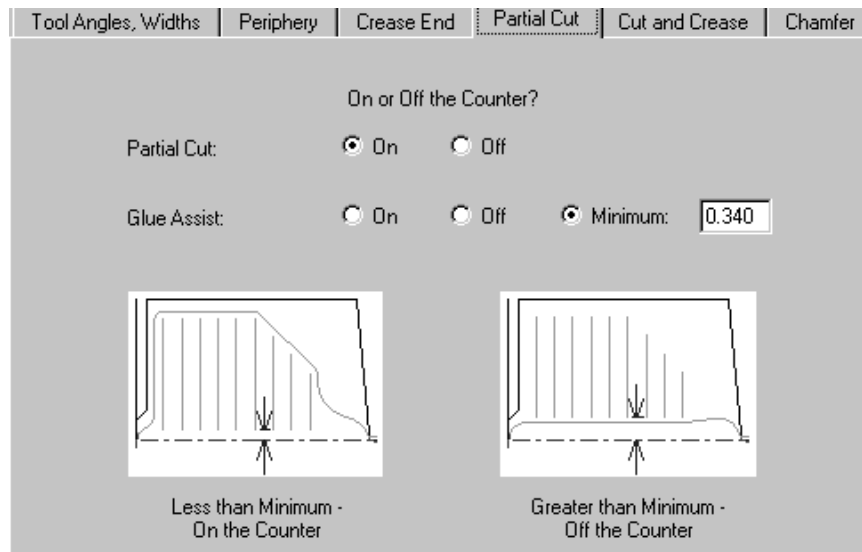 Tool Angles, Widths Periphery Crease End Partial Cut Cut and Crease Chamfer
On or Off the Counter?
Partial Cut: On Off
Glue Assist: On Off Minimum: 0.340
Less than Minimum - Greater than Minimum -
On the Counter Off the Counter